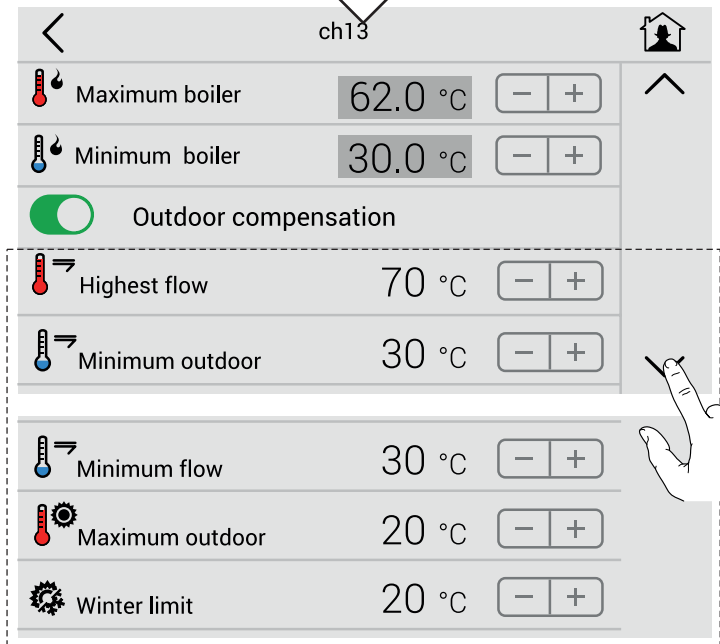 ch13
Maximum boiler 62.0 °C − +
Minimum boiler 30.0 °C − +
Outdoor compensation
Highest flow 70 °C − +
Minimum outdoor 30 °C − +
Minimum flow 30 °C − +
Maximum outdoor 20 °C − +
Winter limit 20 °C − +